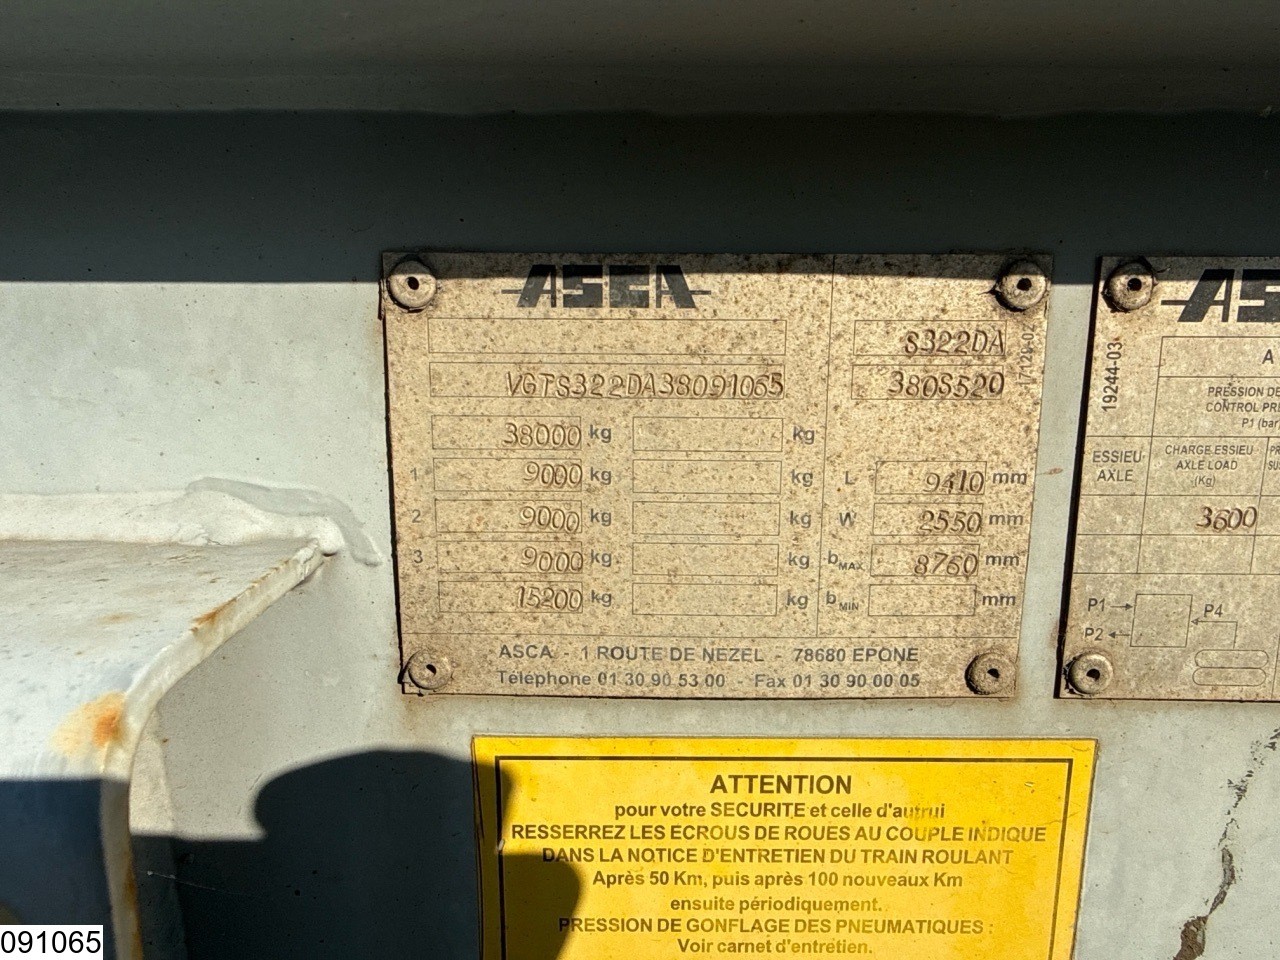 ASCA
S322DA
VGTS322DA38091065 380S520
17128-02
38000 kg kg
1 9000 kg kg L 9410 mm
2 9000 kg kg W 2550 mm
3 9000 kg kg bMAX 8760 mm
15200 kg kg bMIN mm
ASCA - 1 ROUTE DE NEZEL - 78680 EPONE
Téléphone 01 30 90 53 00 - Fax 01 30 90 00 05
19244-03
PRESSION DE
CONTROL PR
P1 (bar)
ESSIEU
AXLE
CHARGE ESSIEU
AXLE LOAD
(Kg)
3600
P1 P4
P2
ATTENTION
pour votre SECURITE et celle d'autrui
RESSERREZ LES ECROUS DE ROUES AU COUPLE INDIQUE
DANS LA NOTICE D'ENTRETIEN DU TRAIN ROULANT
Après 50 Km, puis après 100 nouveaux Km
ensuite périodiquement.
PRESSION DE GONFLAGE DES PNEUMATIQUES :
Voir carnet d'entretien.
091065